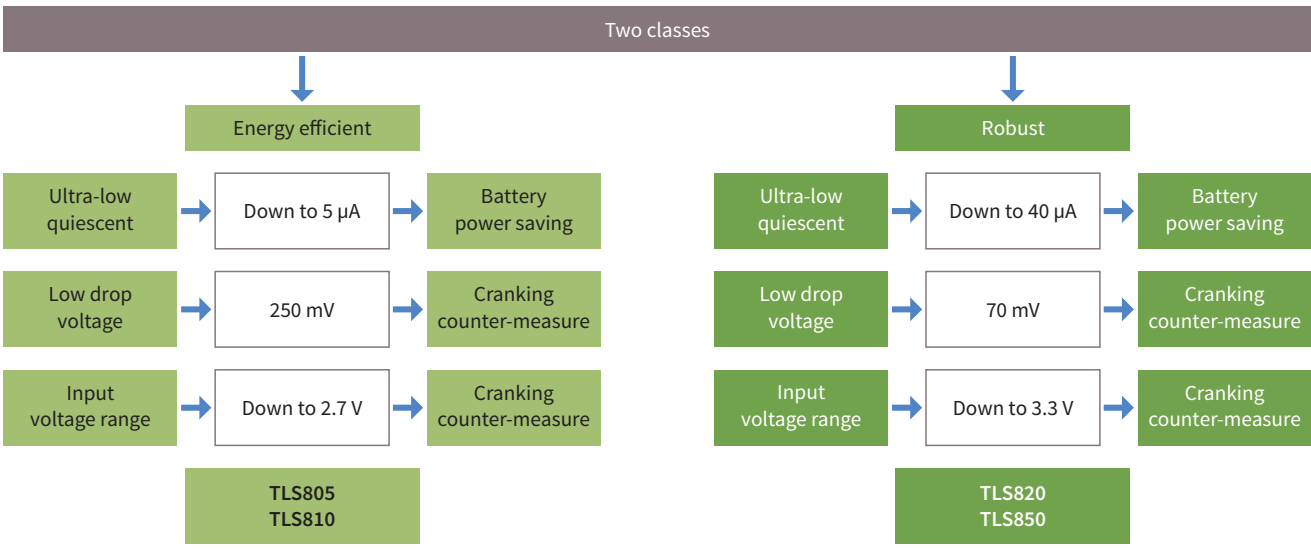 Two classes
Energy efficient
Ultra-low
quiescent
Down to 5 μA
Battery
power saving
Low drop
voltage
250 mV
Cranking
counter-measure
Input
voltage range
Down to 2.7 V
Cranking
counter-measure
TLS805
TLS810
Robust
Ultra-low
quiescent
Down to 40 μA
Battery
power saving
Low drop
voltage
70 mV
Cranking
counter-measure
Input
voltage range
Down to 3.3 V
Cranking
counter-measure
TLS820
TLS850